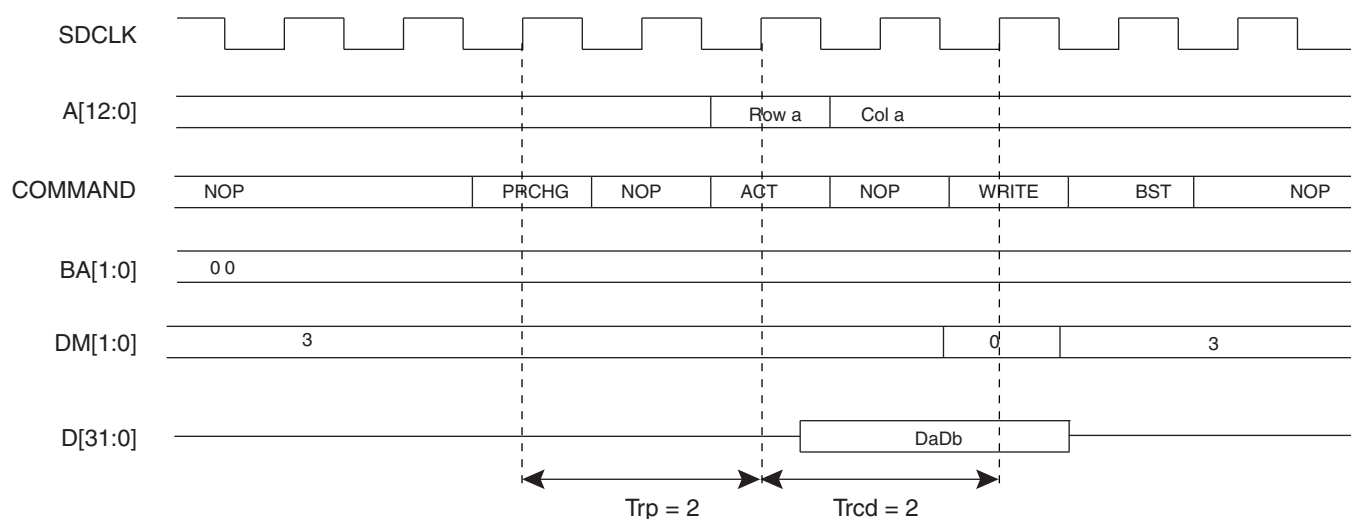 SDCLK
A[12:0] Row a Col a
COMMAND NOP PRCHG NOP ACT NOP WRITE BST NOP
BA[1:0] 0 0
DM[1:0] 3 0 3
D[31:0] DaDb
Trp = 2 Trcd = 2